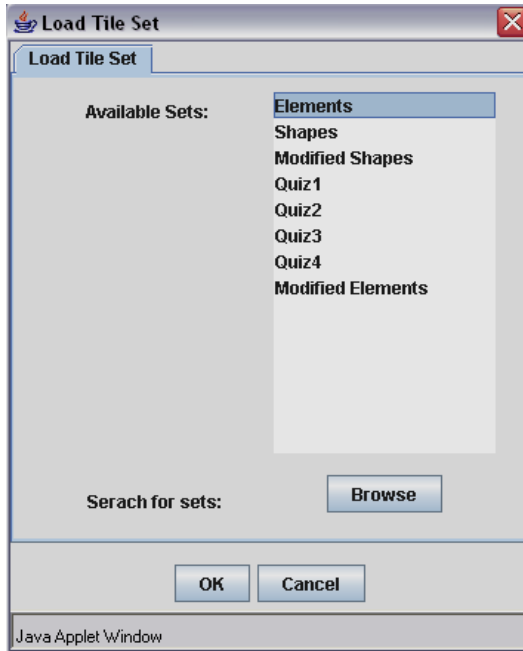 Load Tile Set
Load Tile Set
Available Sets:
Elements
Shapes
Modified Shapes
Quiz1
Quiz2
Quiz3
Quiz4
Modified Elements
Serach for sets:
Browse
OK
Cancel
Java Applet Window